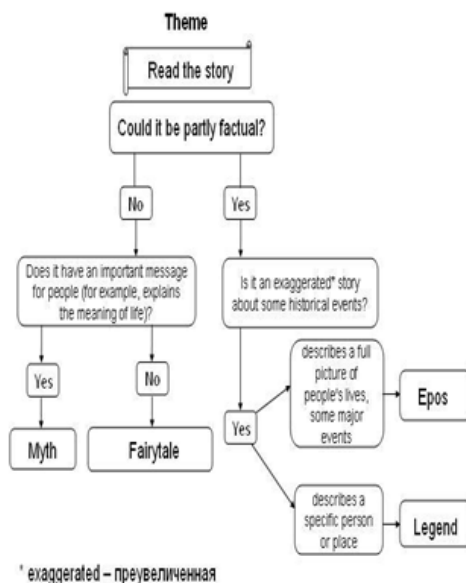 Theme
Read the story
Could it be partly factual?
No
Yes
Does it have an important message
for people (for example, explains
the meaning of life)?
Is it an exaggerated* story
about some historical events?
Yes
No
Yes
describes a full
picture of
people's lives,
some major
events
Epos
Myth
Fairytale
describes a
specific person
or place
Legend
* exaggerated – преувеличенная